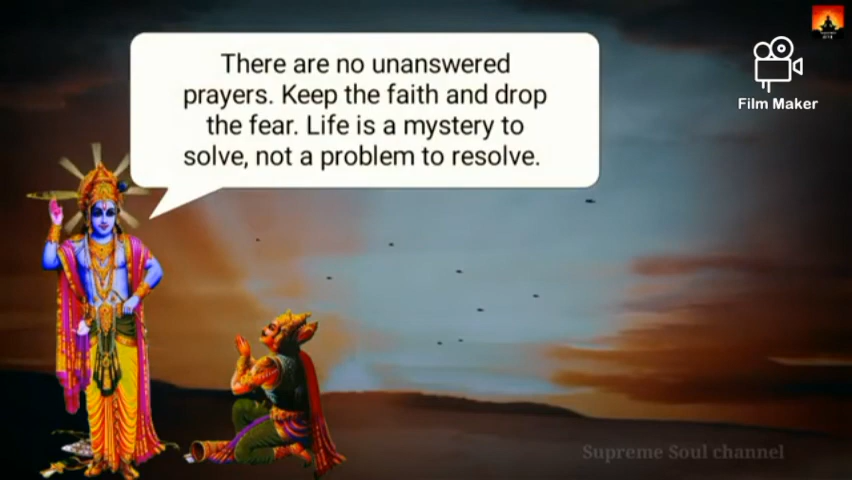 There are no unanswered
prayers. Keep the faith and drop
the fear. Life is a mystery to
solve, not a problem to resolve.
Film Maker
Supreme Soul channel